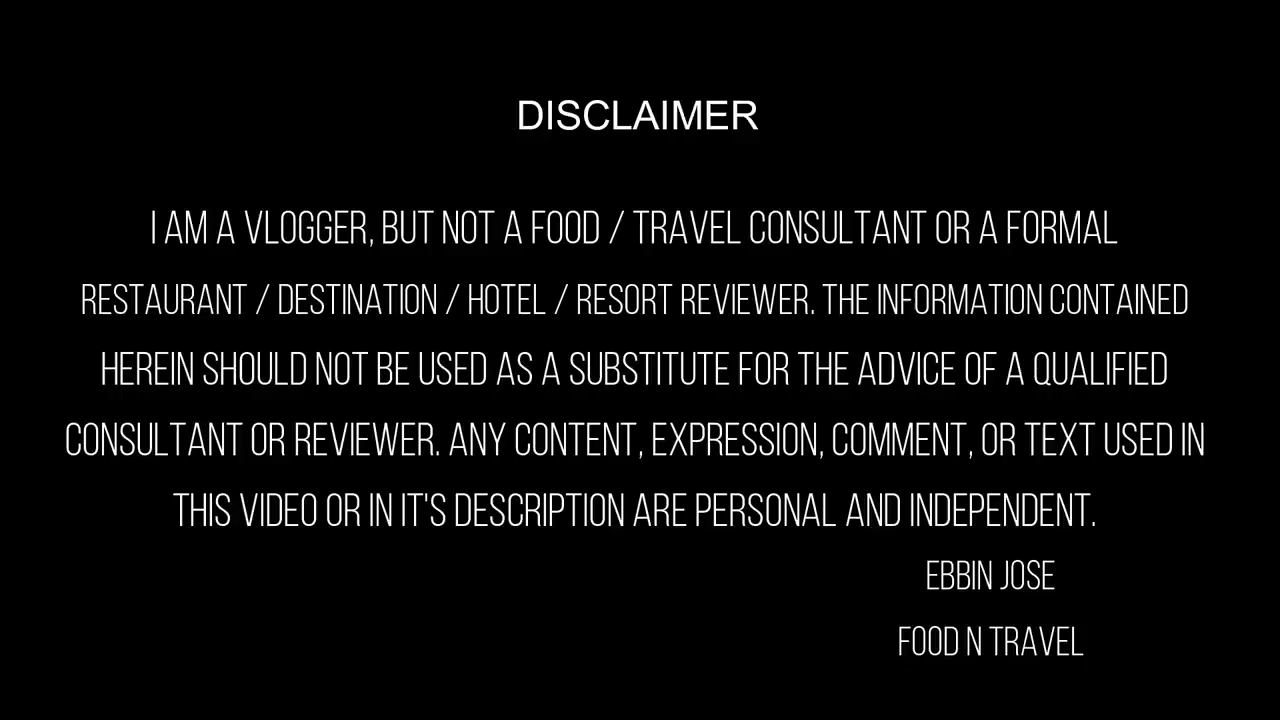 DISCLAIMER
I AM A VLOGGER, BUT NOT A FOOD / TRAVEL CONSULTANT OR A FORMAL
RESTAURANT / DESTINATION / HOTEL / RESORT REVIEWER. THE INFORMATION CONTAINED
HEREIN SHOULD NOT BE USED AS A SUBSTITUTE FOR THE ADVICE OF A QUALIFIED
CONSULTANT OR REVIEWER. ANY CONTENT, EXPRESSION, COMMENT, OR TEXT USED IN
THIS VIDEO OR IN IT'S DESCRIPTION ARE PERSONAL AND INDEPENDENT.
EBBIN JOSE
FOOD N TRAVEL